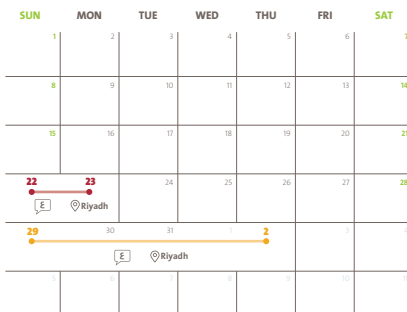 SUN MON TUE WED THU FRI SAT
1 2 3 4 5 6 7
8 9 10 11 12 13 14
15 16 17 18 19 20 21
22 23 24 25 26 27 28
ع Riyadh
29 30 31 1 2 3 4
ع Riyadh
5 6 7 8 9 10